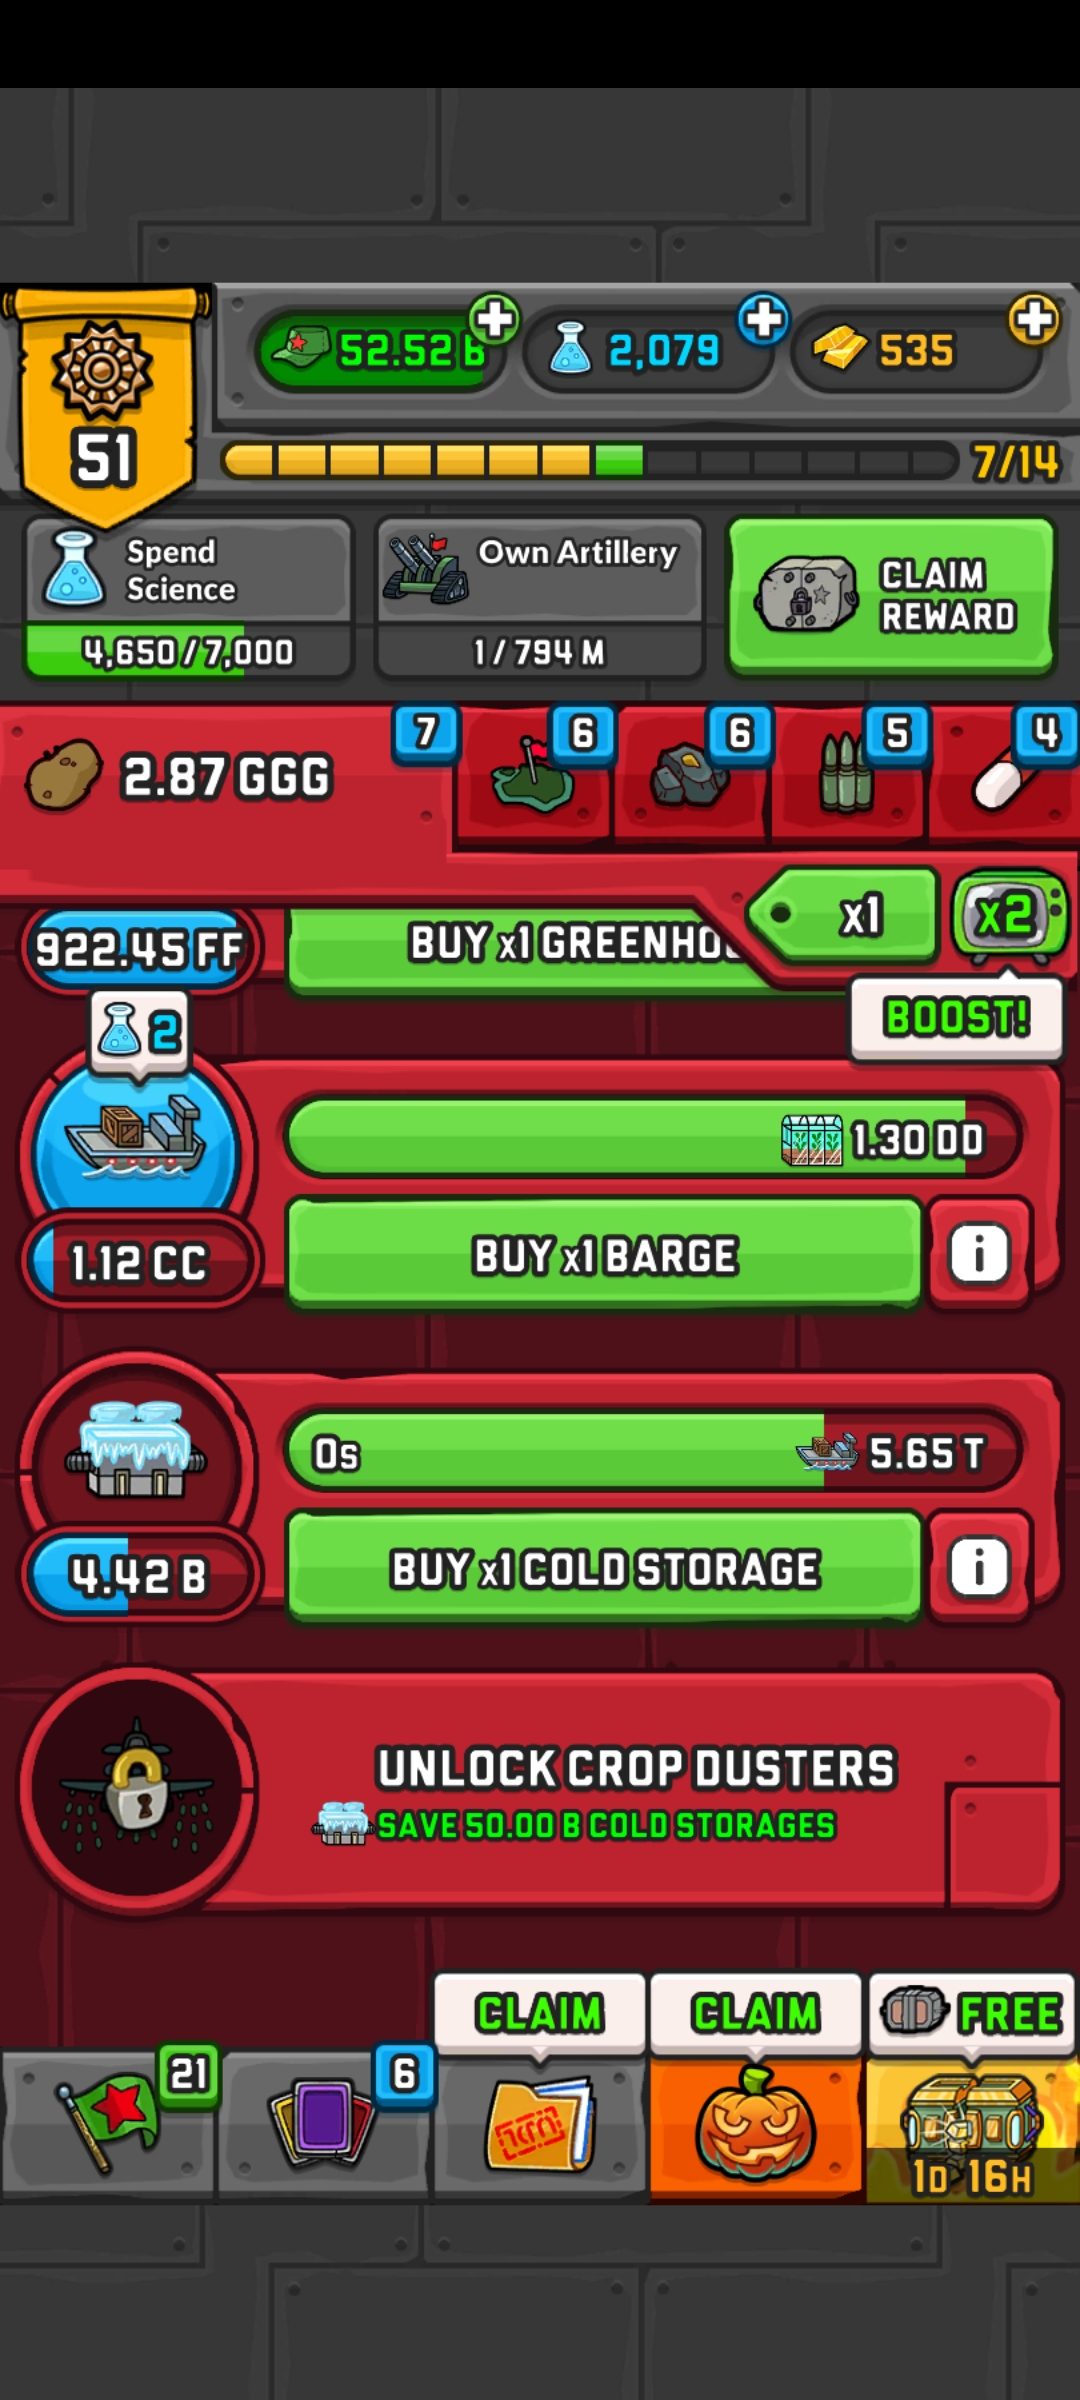 52.52 B
2,079
535
51
7/14
Spend
Science
4,650/7,000
Own Artillery
1/794 M
CLAIM
REWARD
2.87 GGG
7
6
6
5
4
x1
x2
BOOST!
922.45 FF
BUY x1 GREENHO
2
1.30 DD
1.12 CC
BUY x1 BARGE
i
0s
5.65 T
4.42 B
BUY x1 COLD STORAGE
i
UNLOCK CROP DUSTERS
SAVE 50.00 B COLD STORAGES
CLAIM
CLAIM
FREE
21
6
1D 16H